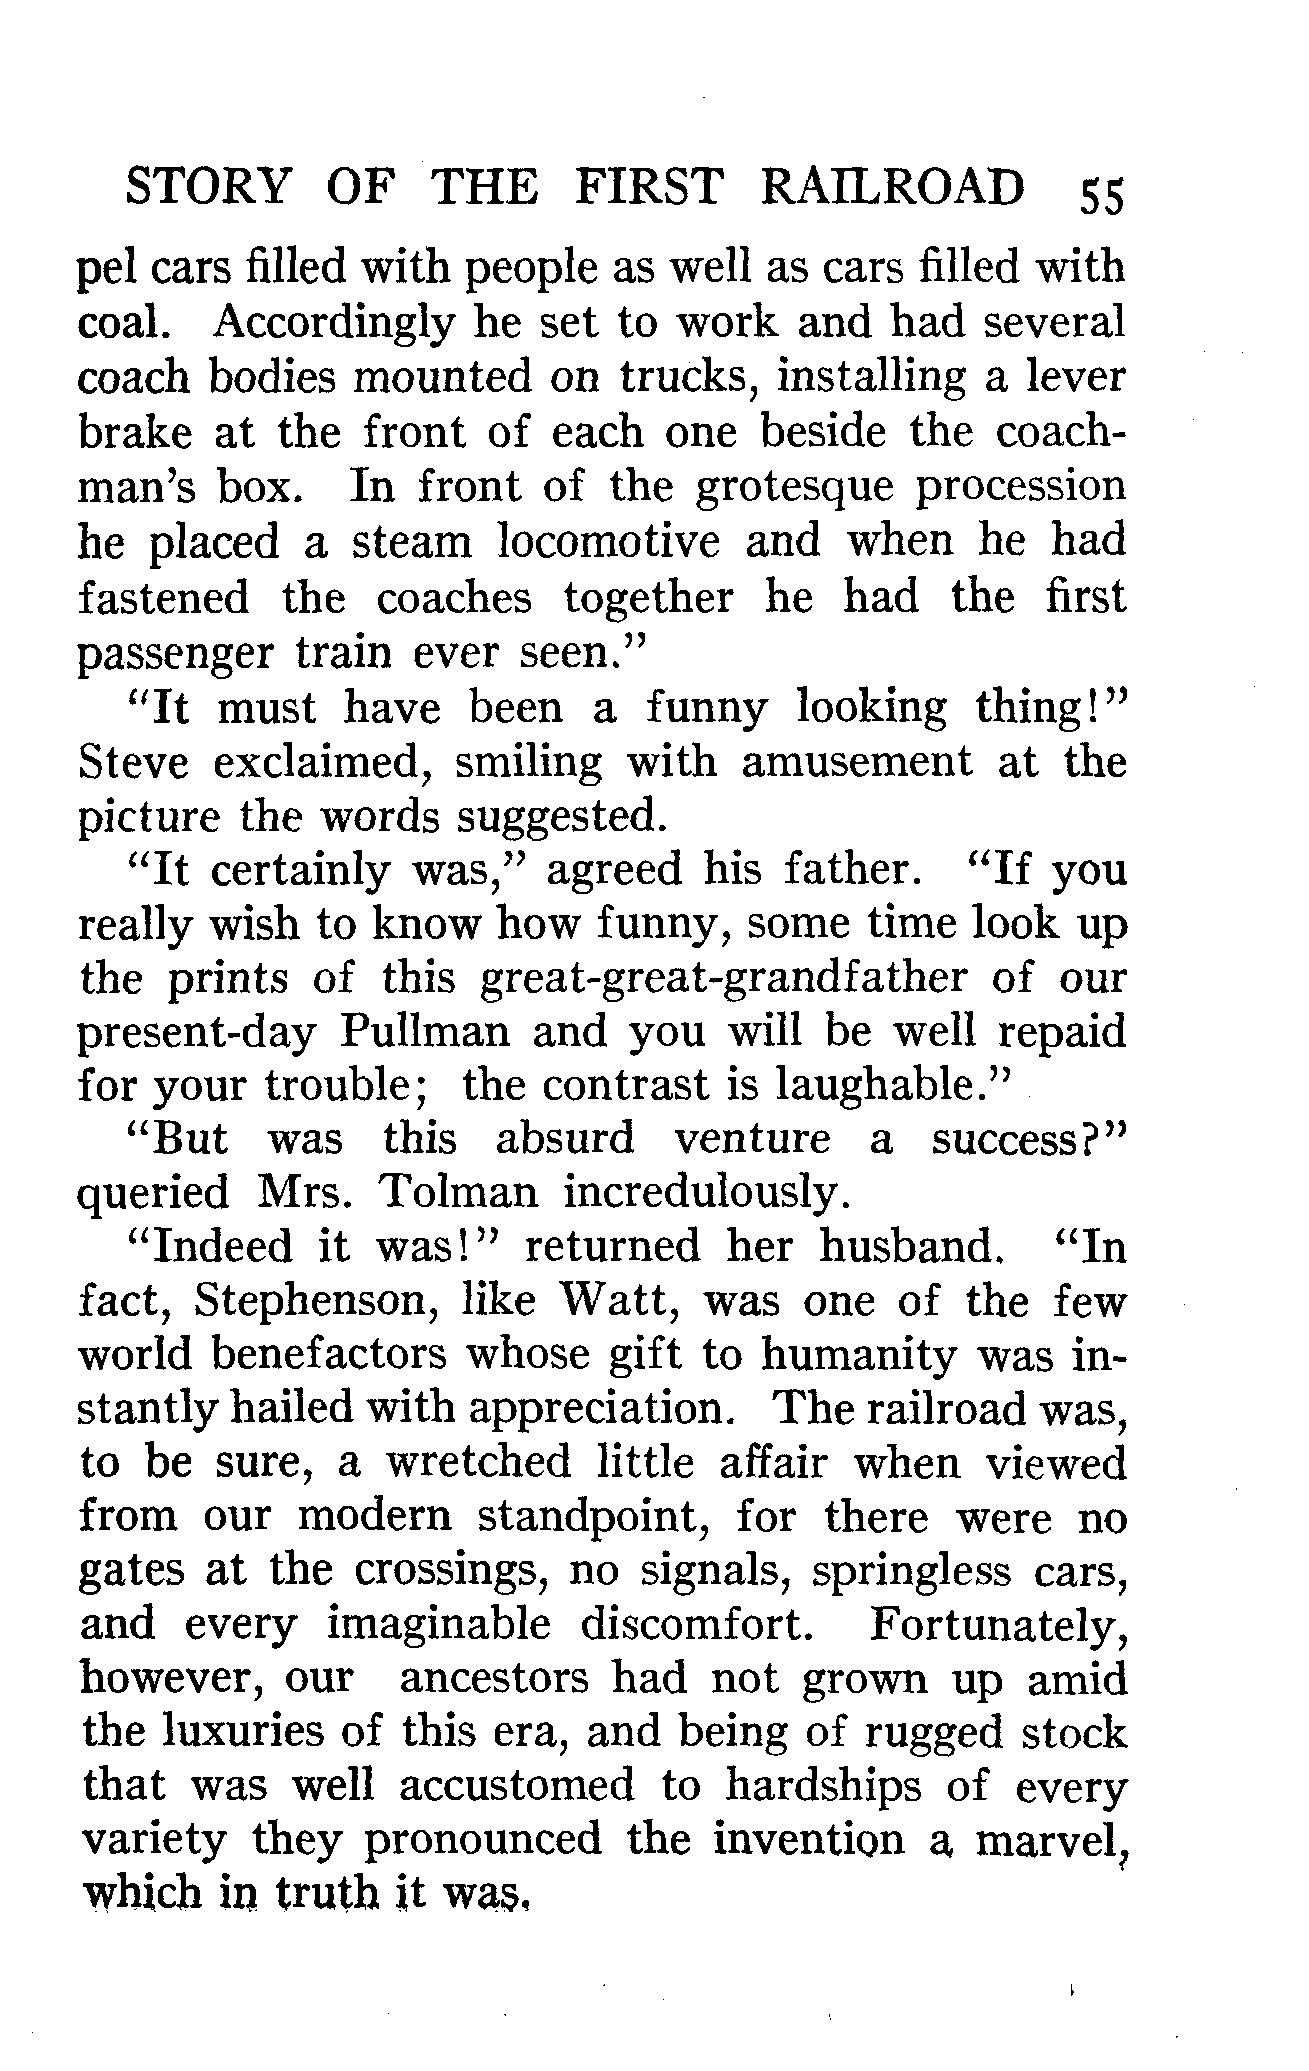 STORY OF THE FIRST RAILROAD 55
pel cars filled with people as well as cars filled with
coal. Accordingly he set to work and had several
coach bodies mounted on trucks, installing a lever
brake at the front of each one beside the coach-
man's box. In front of the grotesque procession
he placed a steam locomotive and when he had
fastened the coaches together he had the first
passenger train ever seen."
"It must have been a funny looking thing!"
Steve exclaimed, smiling with amusement at the
picture the words suggested.
"It certainly was," agreed his father. "If you
really wish to know how funny, some time look up
the prints of this great-great-grandfather of our
present-day Pullman and you will be well repaid
for your trouble; the contrast is laughable."
"But was this absurd venture a success?"
queried Mrs. Tolman incredulously.
"Indeed it was!" returned her husband. "In
fact, Stephenson, like Watt, was one of the few
world benefactors whose gift to humanity was in-
stantly hailed with appreciation. The railroad was,
to be sure, a wretched little affair when viewed
from our modern standpoint, for there were no
gates at the crossings, no signals, springless cars,
and every imaginable discomfort. Fortunately,
however, our ancestors had not grown up amid
the luxuries of this era, and being of rugged stock
that was well accustomed to hardships of every
variety they pronounced the invention a marvel,
which in truth it was.